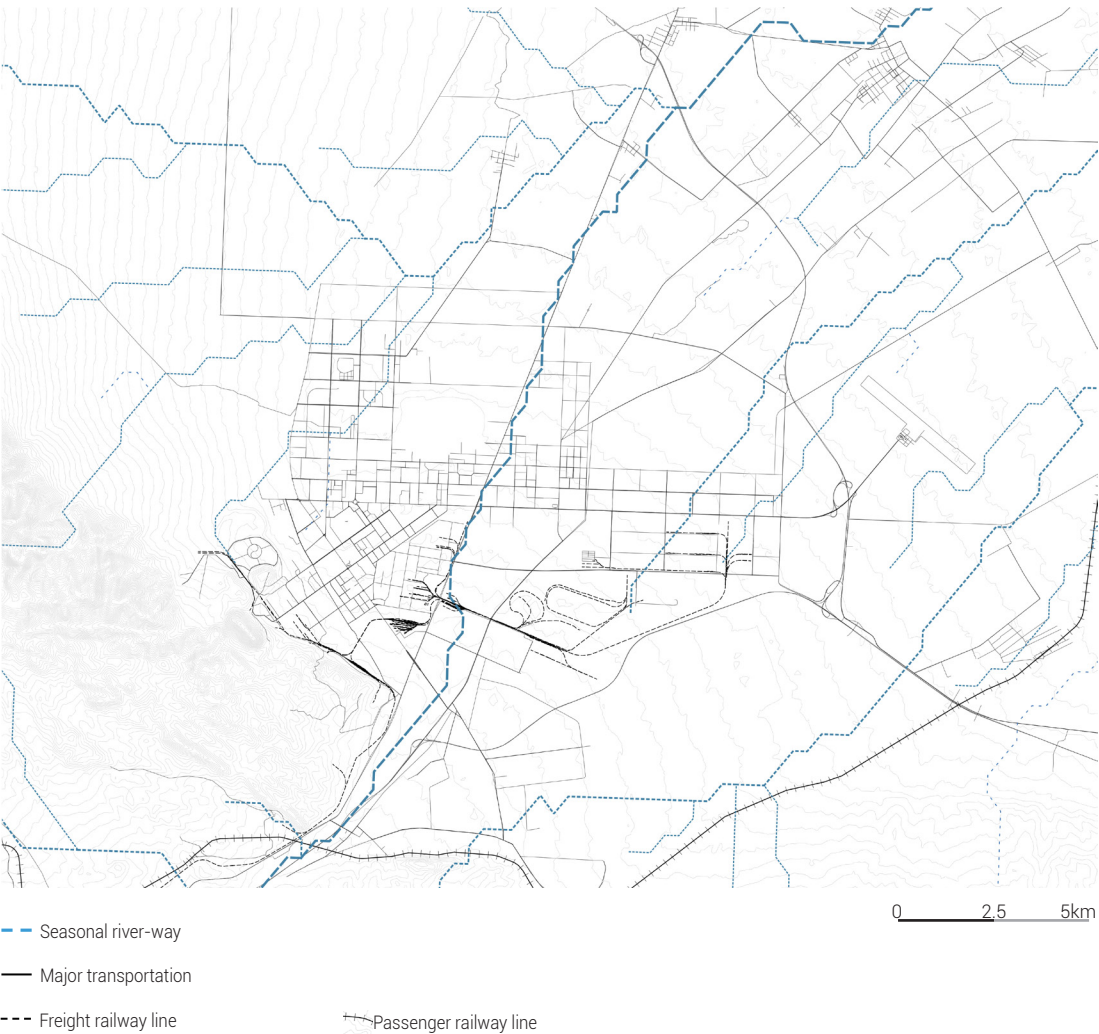 0 2.5 5km
Seasonal river-way
Major transportation
Freight railway line
Passenger railway line